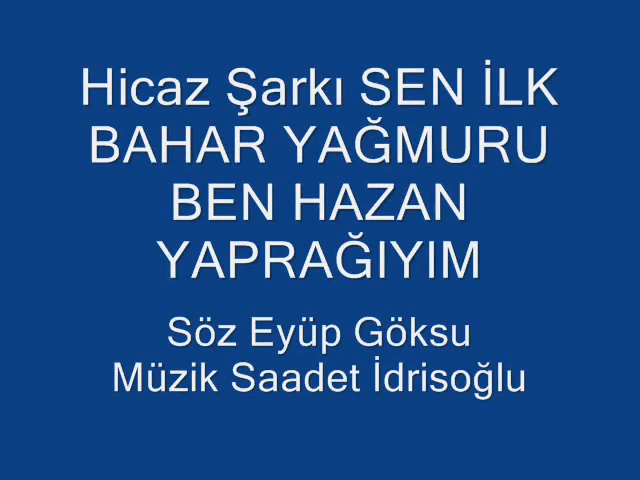 Hicaz Şarkı SEN İLK
BAHAR YAĞMURU
BEN HAZAN
YAPRAĞIYIM
Söz Eyüp Göksu
Müzik Saadet İdrisoğlu